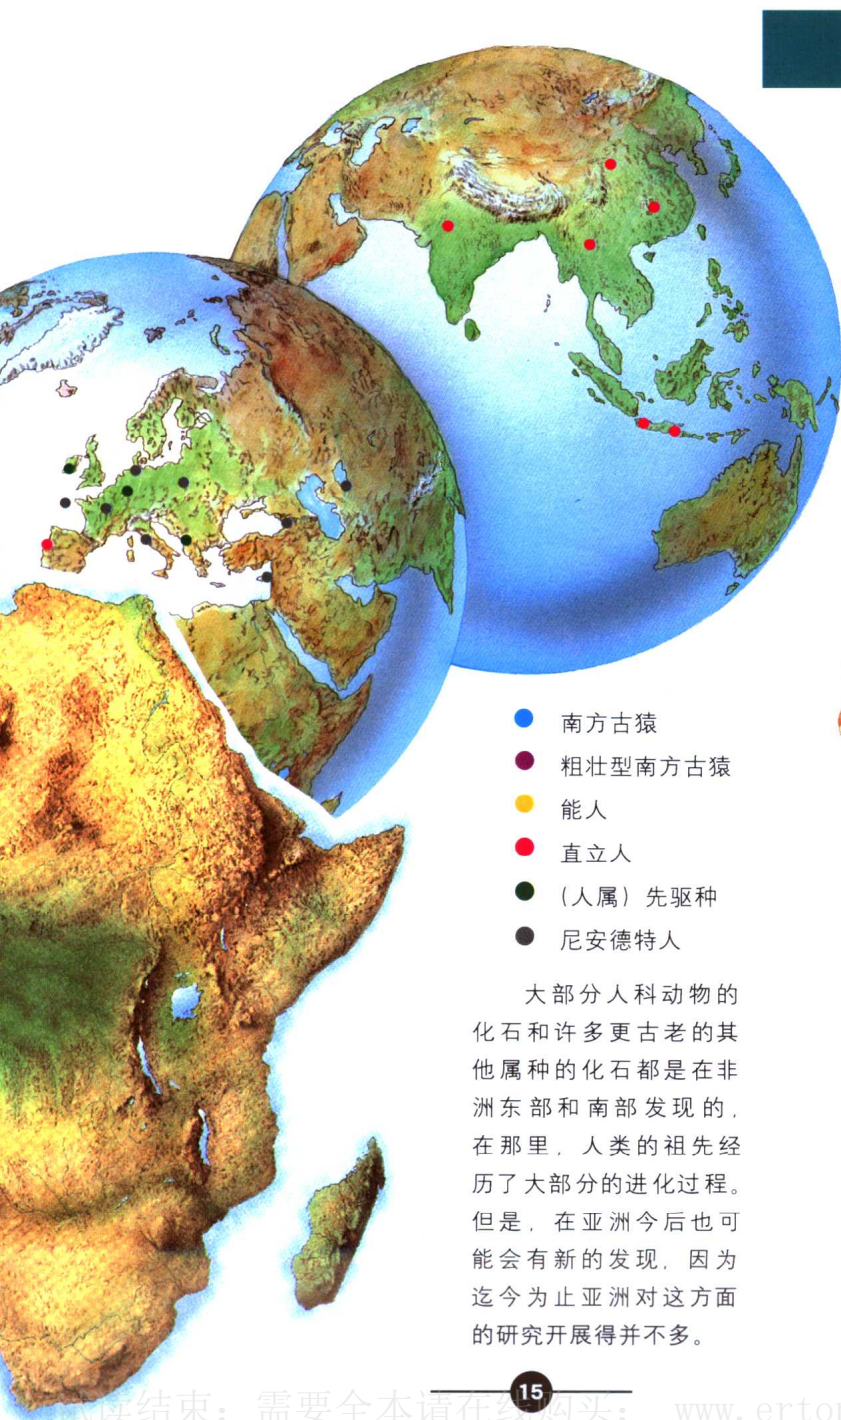 南方古猿
粗壮型南方古猿
能人
直立人
（人属）先驱种
尼安德特人
大部分人科动物的
化石和许多更古老的其
他属种的化石都是在非
洲东部和南部发现的，
在那里，人类的祖先经
历了大部分的进化过程。
但是，在亚洲今后也可
能会有新的发现，因为
迄今为止亚洲对这方面
的研究开展得并不多。
15
读结束：需要全本请在线购买： www.erton